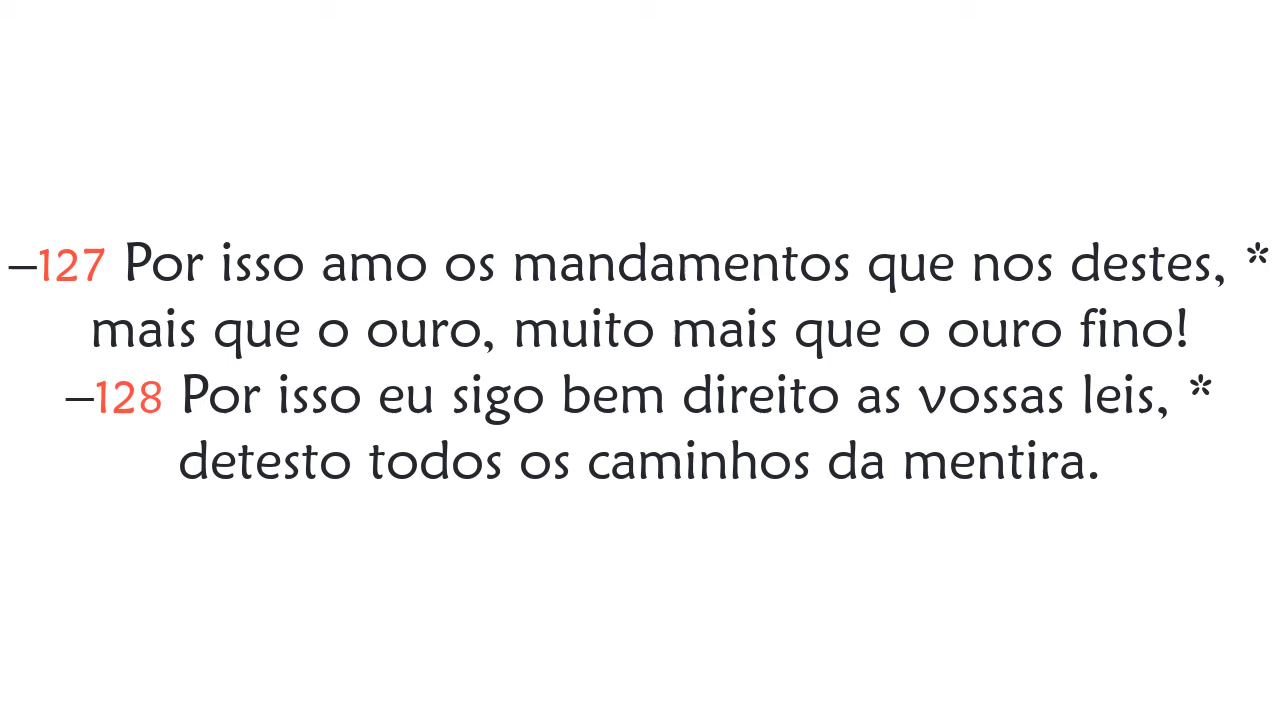 –127 Por isso amo os mandamentos que nos destes, *
mais que o ouro, muito mais que o ouro fino!
–128 Por isso eu sigo bem direito as vossas leis, *
detesto todos os caminhos da mentira.